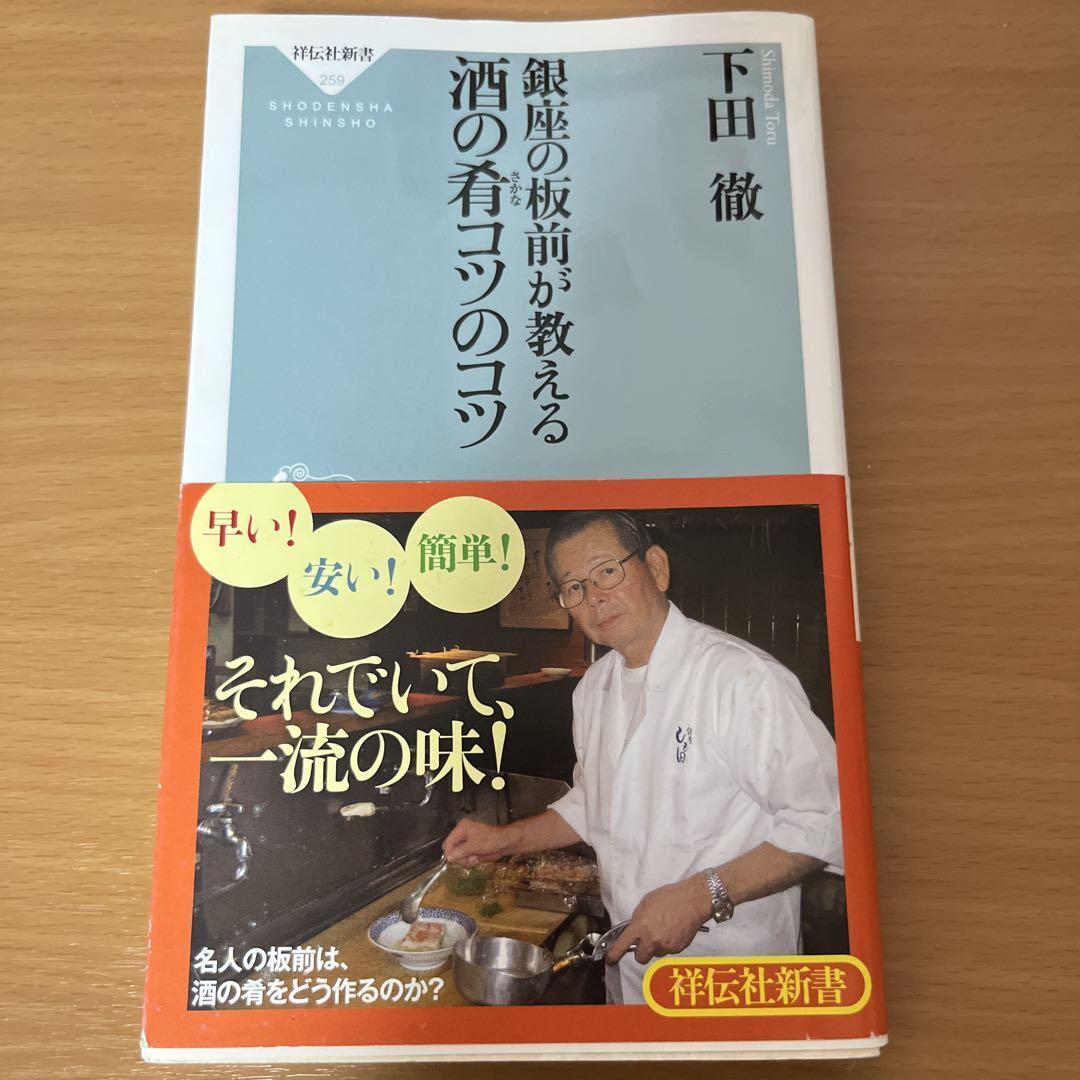 祥伝社新書
259
SHODENSHA
SHINSHO
下田 徹
Shimoda Toru
銀座の板前が教える
酒の肴コツのコツ
さかな
早い!
安い!
簡単!
それでいて、
一流の味!
名人の板前は、
酒の肴をどう作るのか?
祥伝社新書